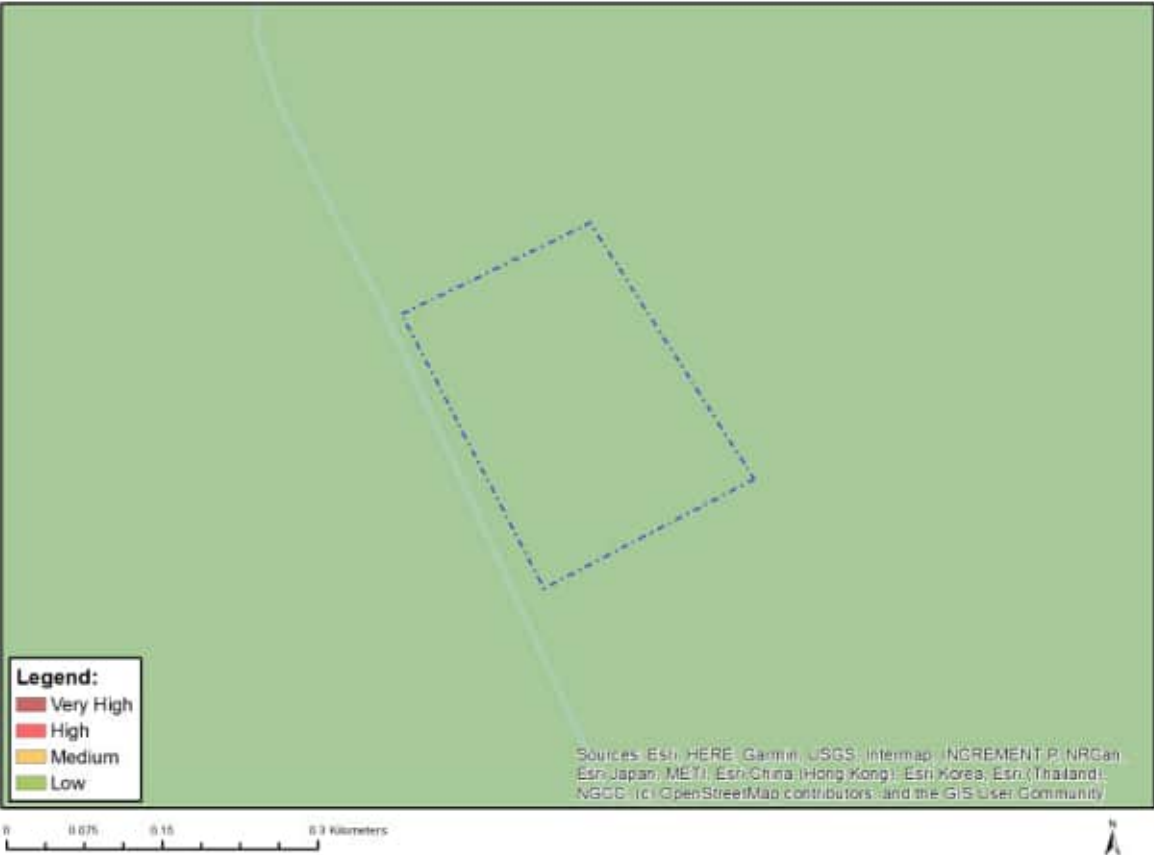 Legend:
Very High
High
Medium
Low
Sources: Esri, HERE, Garmin, USGS, Intermap, INCREMENT P, NRCan,
Esri Japan, METI, Esri China (Hong Kong), Esri Korea, Esri (Thailand),
NGCC, (c) OpenStreetMap contributors, and the GIS User Community
0 0.075 0.15 0.3 Kilometers
N